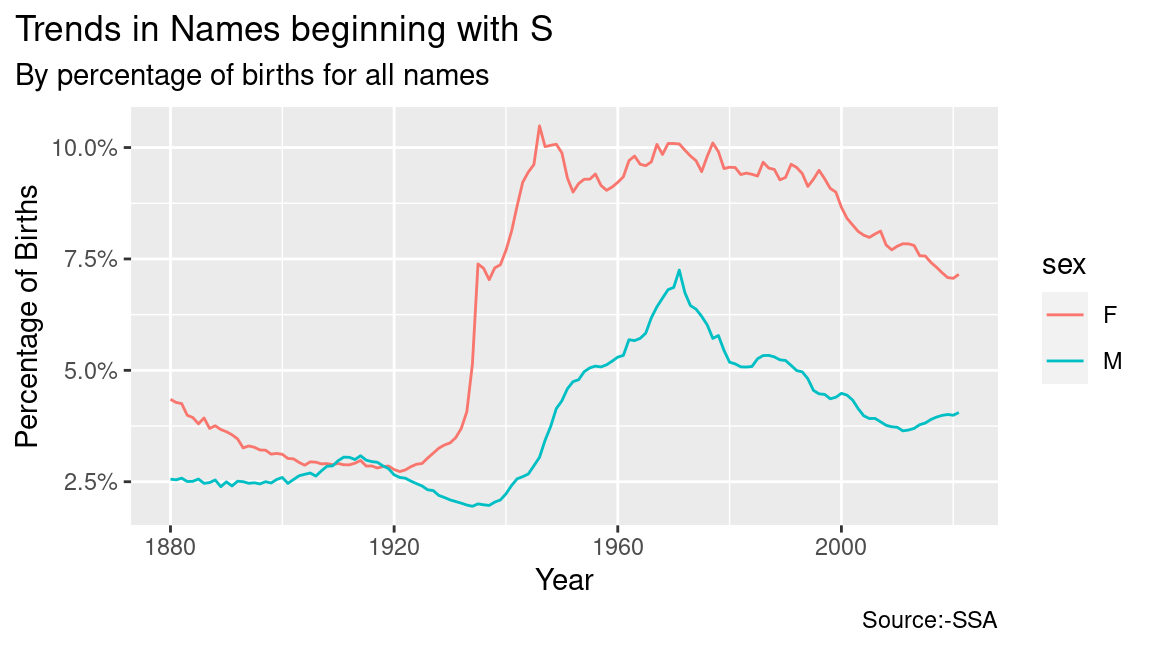 Trends in Names beginning with S
By percentage of births for all names
Percentage of Births
10.0%
7.5%
5.0%
2.5%
1880 1920 1960 2000
Year
sex
F
M
Source:-SSA